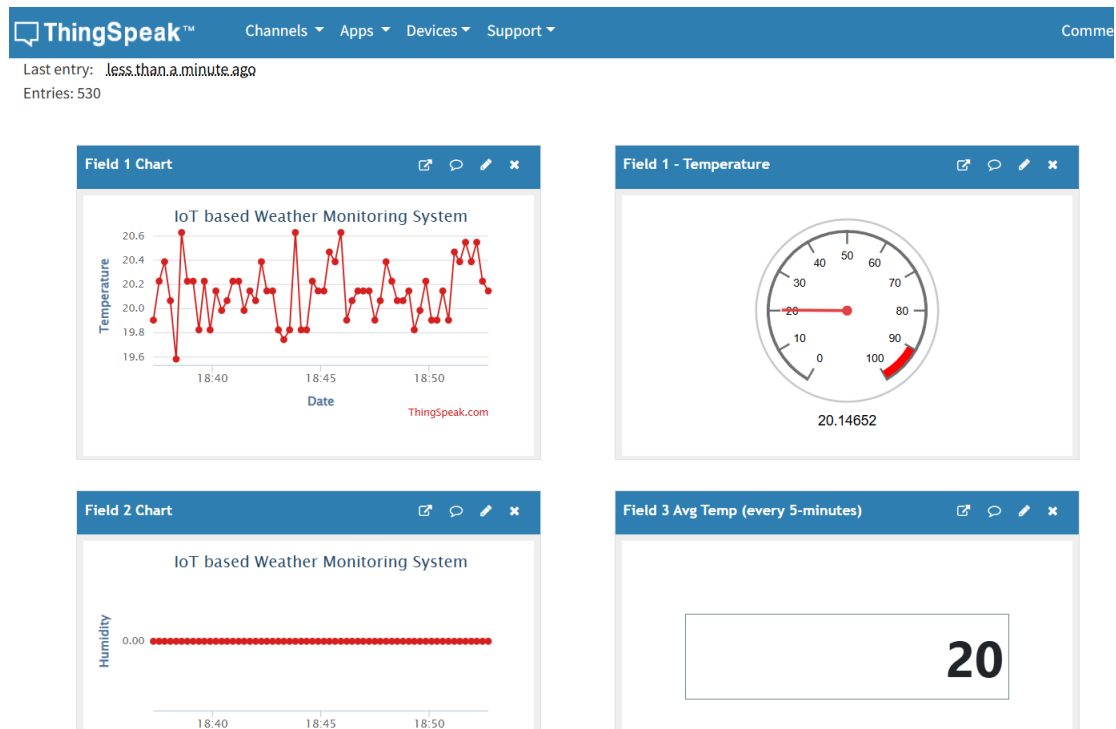 ThingSpeak™ Channels Apps Devices Support Comme
Last entry: less than a minute ago
Entries: 530
Field 1 Chart
IoT based Weather Monitoring System
Temperature
20.6
20.4
20.2
20.0
19.8
19.6
18:40 18:45 18:50
Date
ThingSpeak.com
Field 1 - Temperature
0
10
20
30
40
50
60
70
80
90
100
20.14652
Field 2 Chart
IoT based Weather Monitoring System
Humidity
0.00
18:40 18:45 18:50
Field 3 Avg Temp (every 5-minutes)
20